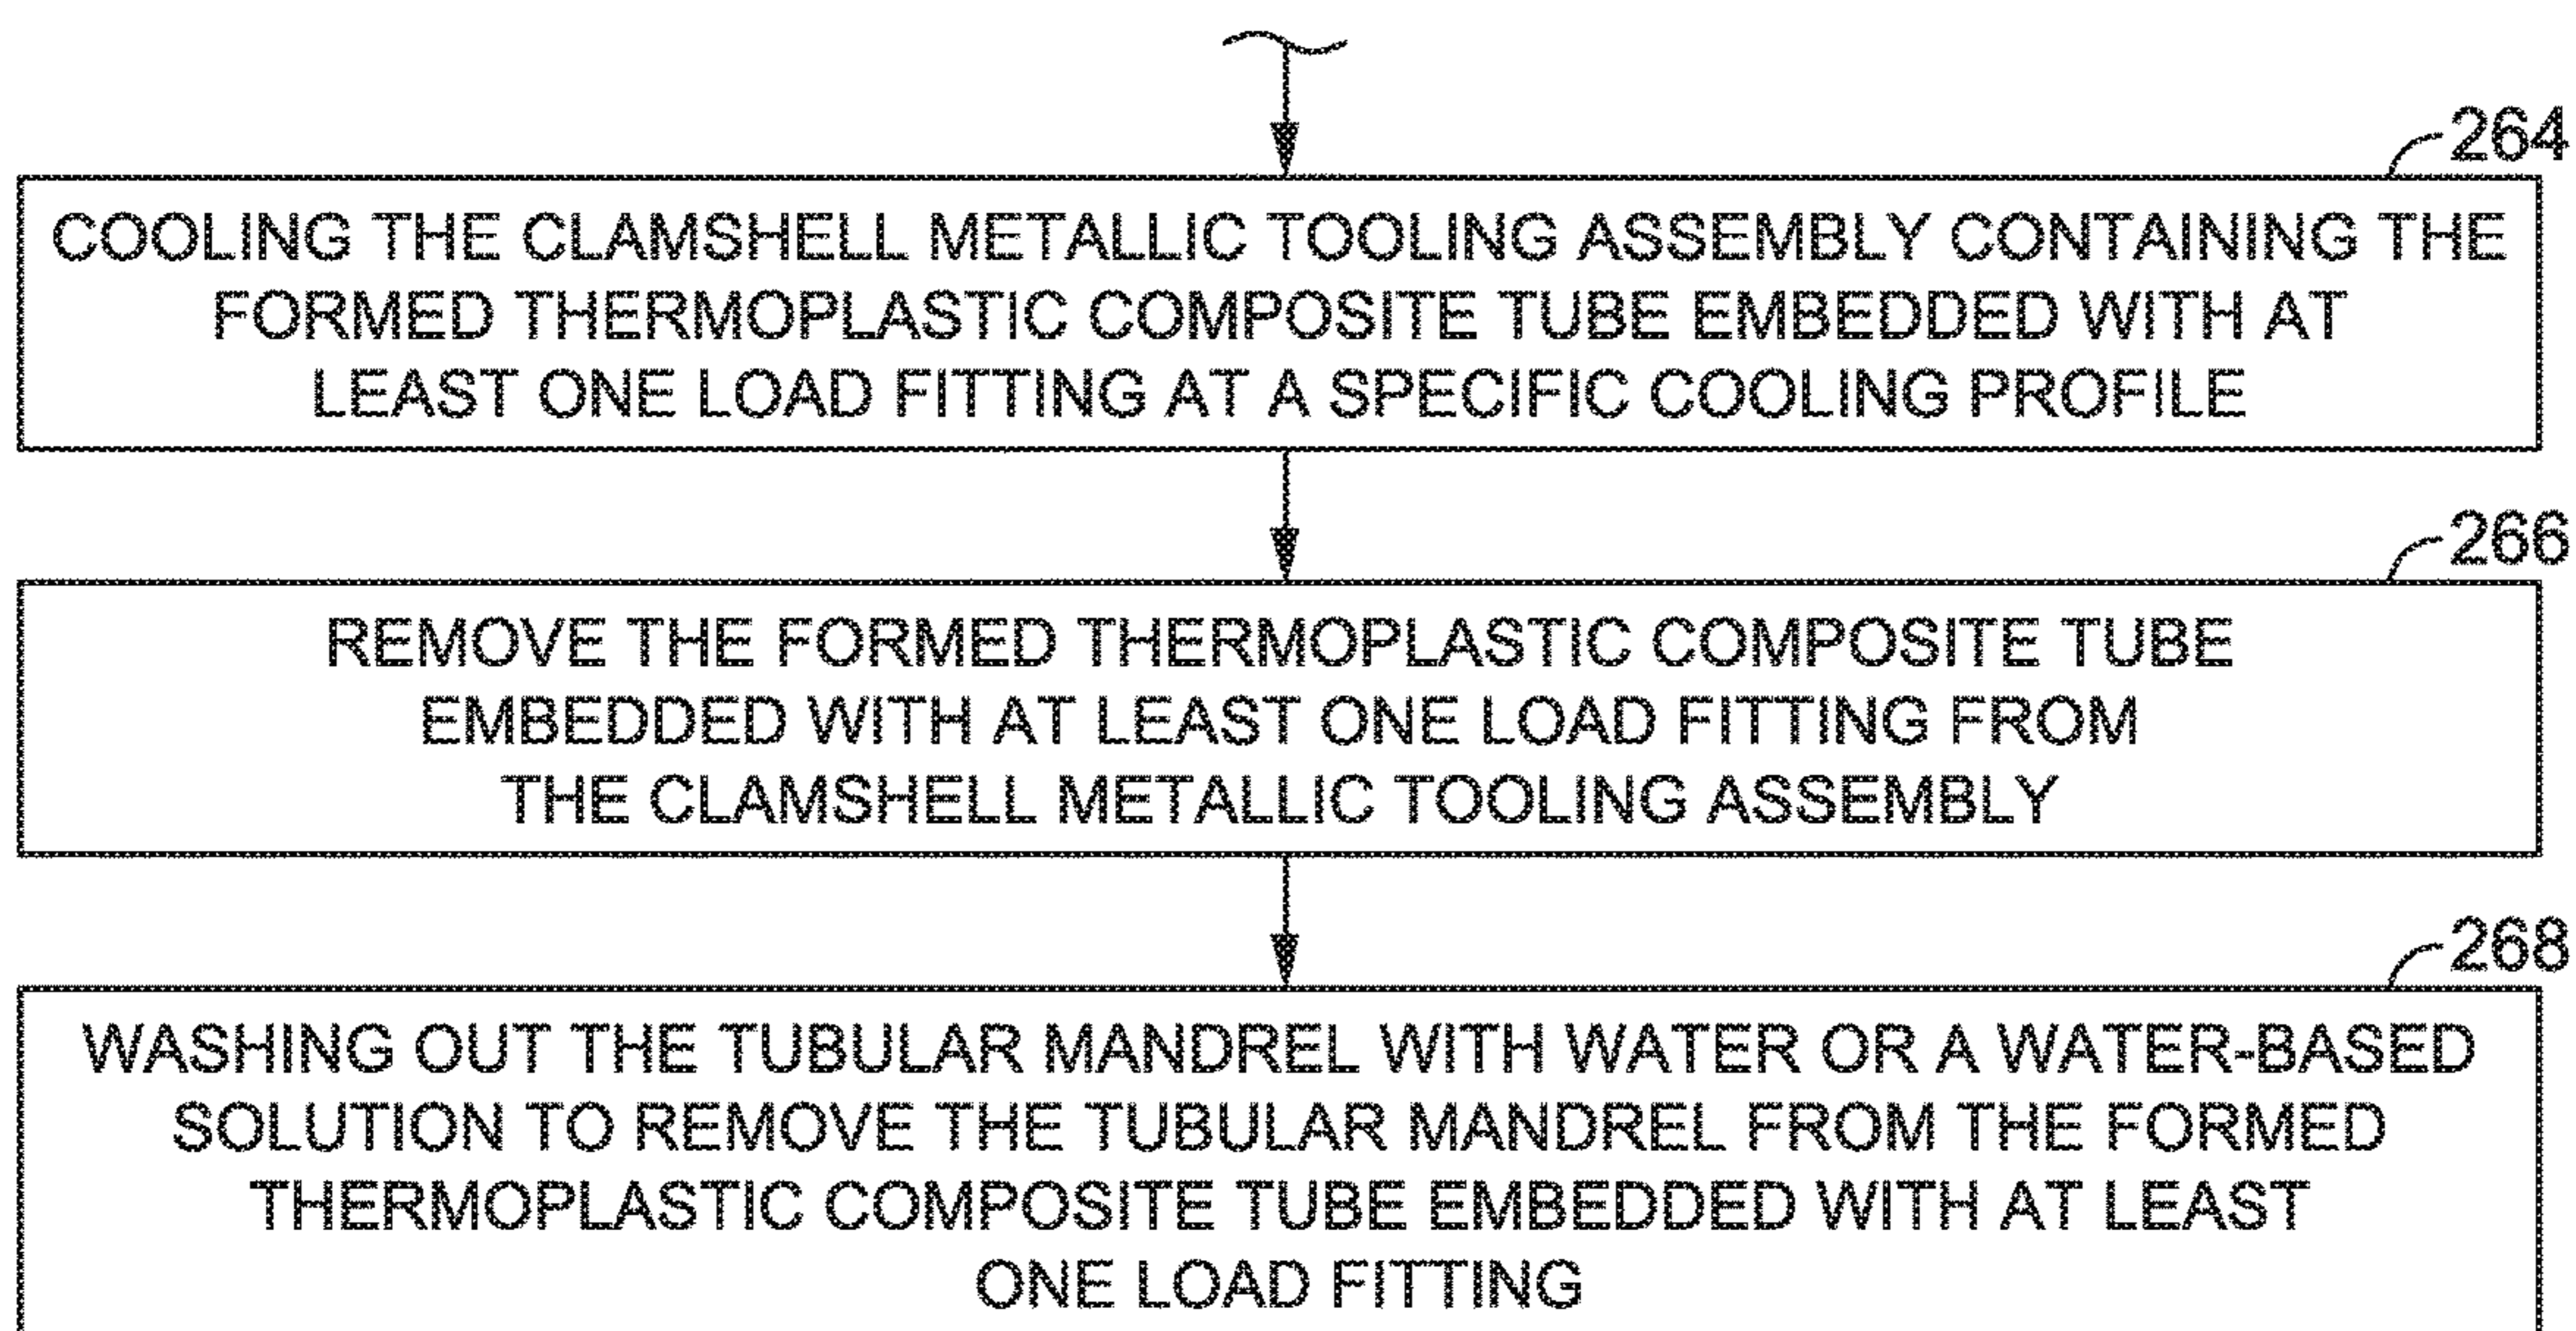 264
COOLING THE CLAMSHELL METALLIC TOOLING ASSEMBLY CONTAINING THE
FORMED THERMOPLASTIC COMPOSITE TUBE EMBEDDED WITH AT
LEAST ONE LOAD FITTING AT A SPECIFIC COOLING PROFILE
266
REMOVE THE FORMED THERMOPLASTIC COMPOSITE TUBE
EMBEDDED WITH AT LEAST ONE LOAD FITTING FROM
THE CLAMSHELL METALLIC TOOLING ASSEMBLY
268
WASHING OUT THE TUBULAR MANDREL WITH WATER OR A WATER-BASED
SOLUTION TO REMOVE THE TUBULAR MANDREL FROM THE FORMED
THERMOPLASTIC COMPOSITE TUBE EMBEDDED WITH AT LEAST
ONE LOAD FITTING